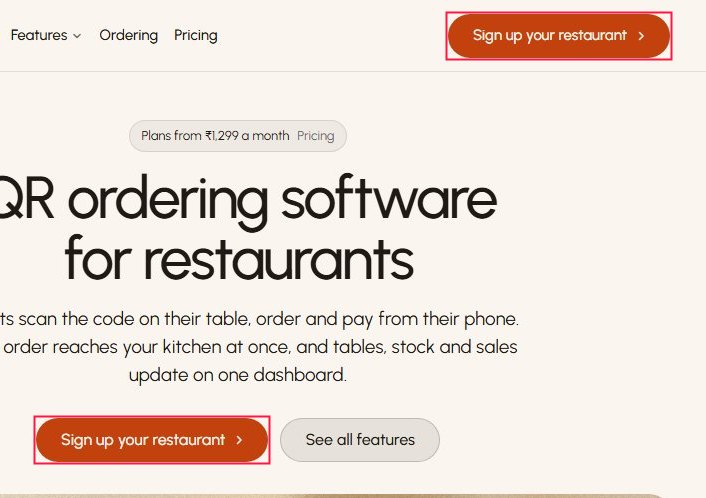 Features
Ordering
Pricing
Sign up your restaurant
Plans from ₹1,299 a month Pricing
QR ordering software
for restaurants
scan the code on their table, order and pay from their phone.
order reaches your kitchen at once, and tables, stock and sales
update on one dashboard.
Sign up your restaurant
See all features